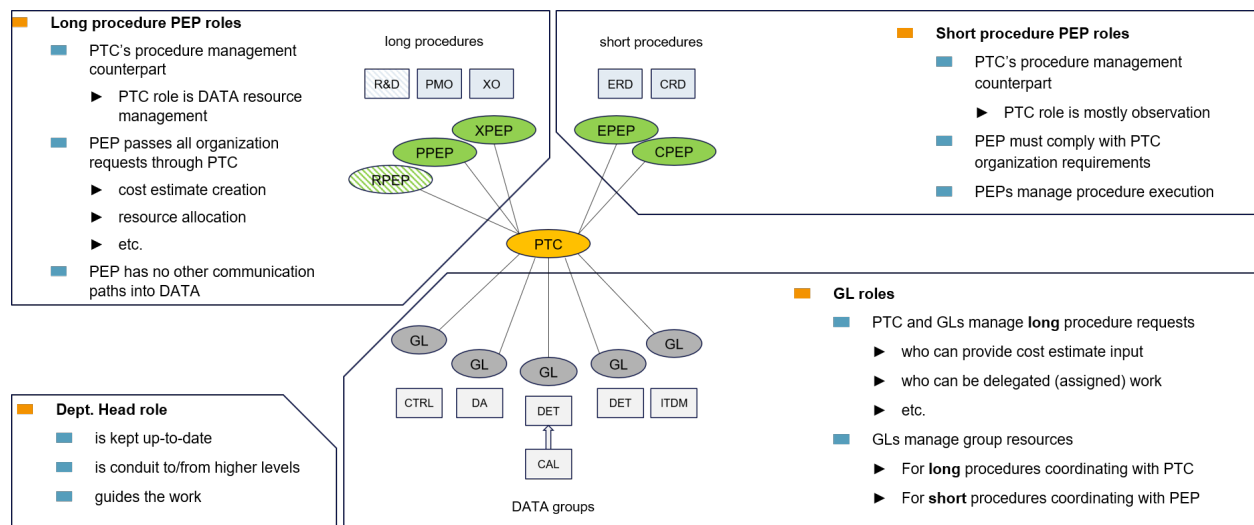 Long procedure PEP roles
PTC's procedure management
counterpart
► PTC role is DATA resource
management
PEP passes all organization
requests through PTC
► cost estimate creation
► resource allocation
► etc.
PEP has no other communication
paths into DATA
long procedures
short procedures
R&D
PMO
XO
ERD
CRD
XPEP
PPEP
RPEP
EPEP
CPEP
Short procedure PEP roles
PTC's procedure management
counterpart
► PTC role is mostly observation
PEP must comply with PTC
organization requirements
PEPs manage procedure execution
PTC
GL
GL
GL
GL
GL
CTRL
DA
DET
DET
ITDM
CAL
DATA groups
GL roles
PTC and GLs manage long procedure requests
► who can provide cost estimate input
► who can be delegated (assigned) work
► etc.
GLs manage group resources
► For long procedures coordinating with PTC
► For short procedures coordinating with PEP
Dept. Head role
is kept up-to-date
is conduit to/from higher levels
guides the work